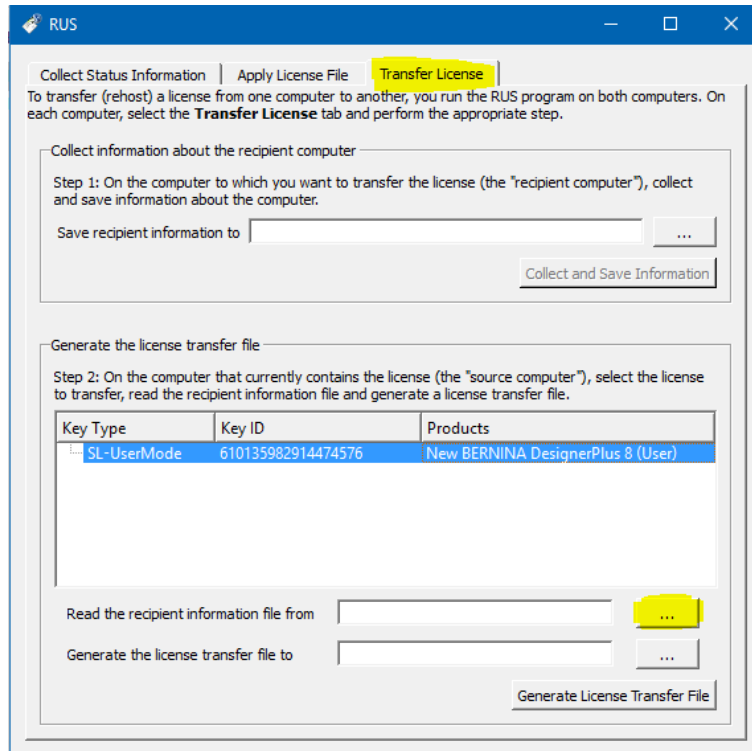 RUS
Collect Status Information Apply License File Transfer License
To transfer (rehost) a license from one computer to another, you run the RUS program on both computers. On
each computer, select the Transfer License tab and perform the appropriate step.
Collect information about the recipient computer
Step 1: On the computer to which you want to transfer the license (the "recipient computer"), collect
and save information about the computer.
Save recipient information to ...
Collect and Save Information
Generate the license transfer file
Step 2: On the computer that currently contains the license (the "source computer"), select the license
to transfer, read the recipient information file and generate a license transfer file.
Key Type Key ID Products
SL-UserMode 610135982914474576 New BERNINA DesignerPlus 8 (User)
Read the recipient information file from ...
Generate the license transfer file to ...
Generate License Transfer File